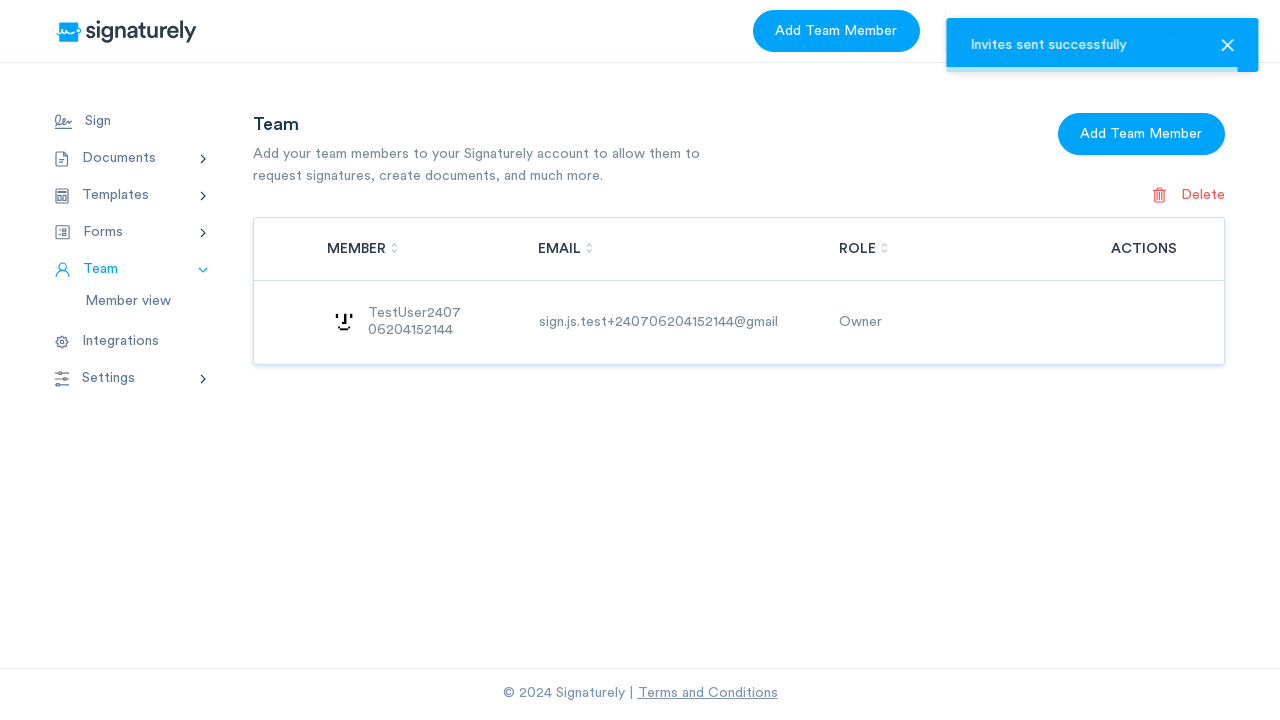 signaturely
Add Team Member
Invites sent successfully
Sign
Documents
Templates
Forms
Team
Member view
Integrations
Settings
Team
Add your team members to your Signaturely account to allow them to
request signatures, create documents, and much more.
Add Team Member
Delete
MEMBER EMAIL ROLE ACTIONS
TestUser2407
06204152144
sign.js.test+240706204152144@gmail
Owner
© 2024 Signaturely | Terms and Conditions